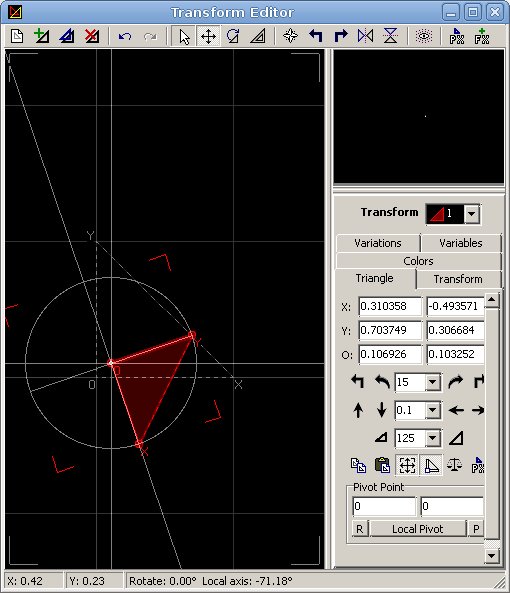 Transform Editor
Transform 1
Variations Variables
Colors
Triangle Transform
X: 0.310358 -0.493571
Y: 0.703749 0.306684
O: 0.106926 0.103252
15
0.1
125
Pivot Point
0 0
R Local Pivot P
Y
Y
O
O
X
X
X: 0.42 Y: 0.23 Rotate: 0.00° Local axis: -71.18°